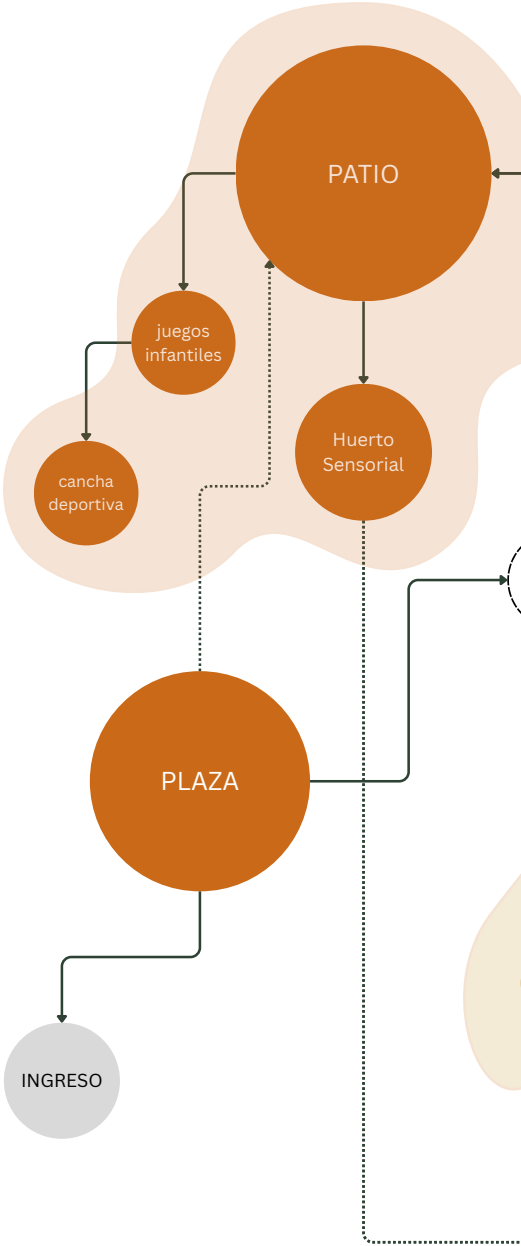 PATIO
juegos
infantiles
Huerto
Sensorial
cancha
deportiva
PLAZA
INGRESO